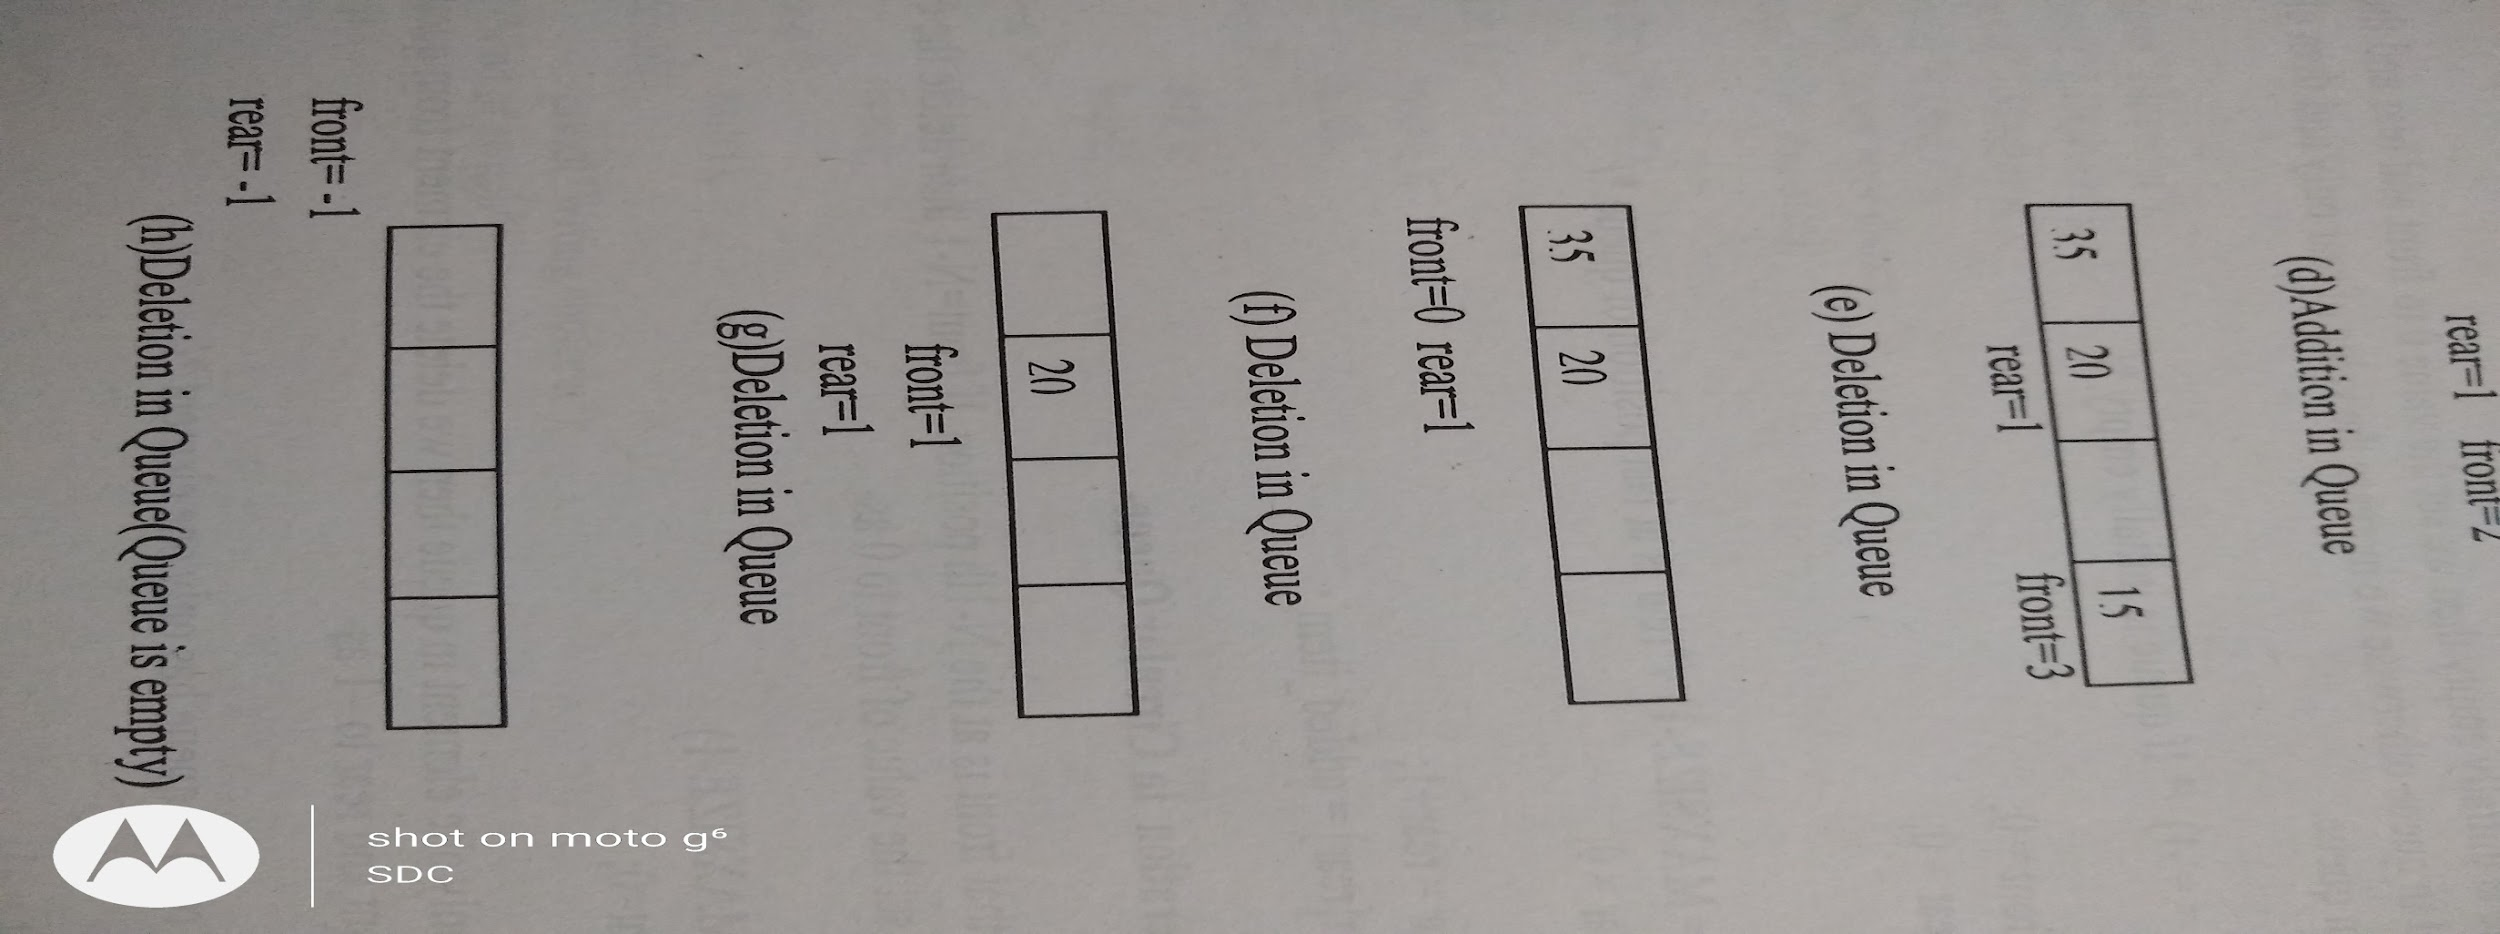 rear=1 front=2
(d)Addition in Queue
35 20 15
rear=1 front=3
(e) Deletion in Queue
35 20
front=0 rear=1
(f) Deletion in Queue
20
front=1
rear=1
(g)Deletion in Queue
front= -1
rear= -1
(h)Deletion in Queue(Queue is empty)
shot on moto g⁶
SDC